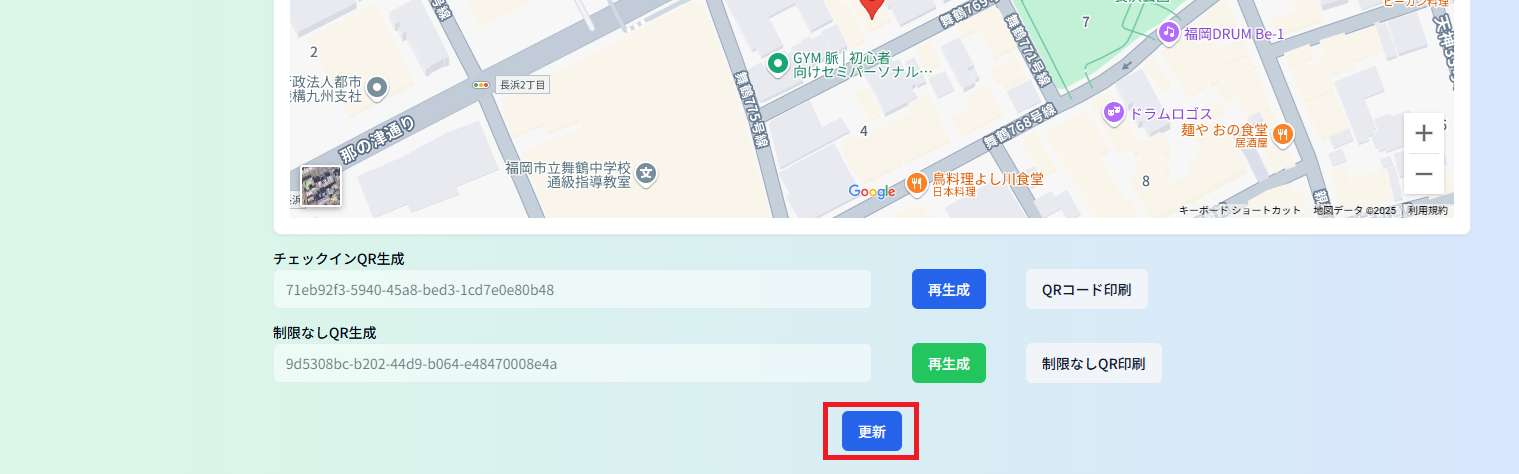 舞鶴769号線
2
7
福岡DRUM Be-1
GYM 脈 | 初心者
向けセミパーソナル…
舞鶴771号線
政法人都市
機構九州支社
長浜2丁目
舞鶴775号線
ドラムロゴス
那の津通り
4
舞鶴768号線
麺や おの食堂
居酒屋
福岡市立舞鶴中学校
通級指導教室
Google
鳥料理よし川食堂
日本料理
8
キーボード ショートカット
地図データ ©2025
利用規約
チェックインQR生成
71eb92f3-5940-45a8-bed3-1cd7e0e80b48
再生成
QRコード印刷
制限なしQR生成
9d5308bc-b202-44d9-b064-e48470008e4a
再生成
制限なしQR印刷
更新